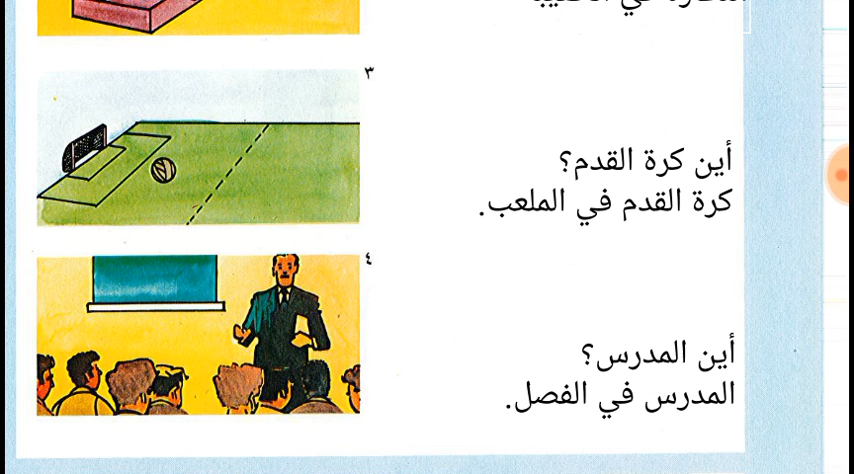 ٣
أين كرة القدم؟
كرة القدم في الملعب.
٤
أين المدرس؟
المدرس في الفصل.